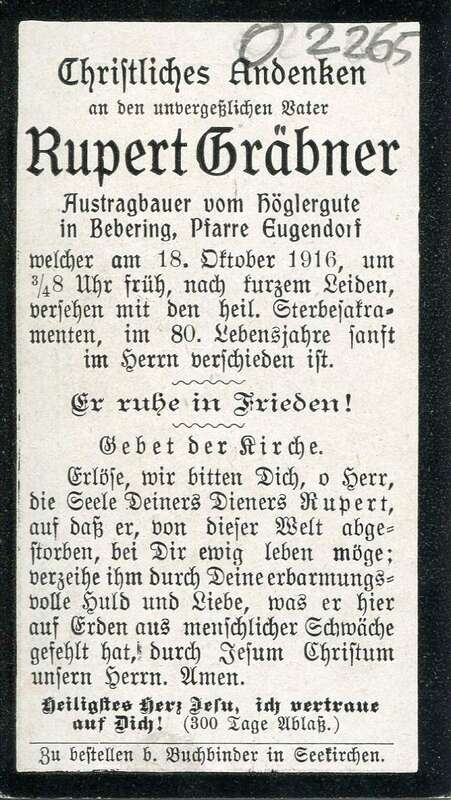 O 2265
Christliches Andenken
an den unvergeßlichen Vater
Rupert Gräbner
Austragbauer vom Höglergute
in Bebering, Pfarre Eugendorf
welcher am 18. Oktober 1916, um
3/48 Uhr früh, nach kurzem Leiden,
versehen mit den heil. Sterbesakra-
menten, im 80. Lebensjahre sanft
im Herrn verschieden ist.
Er ruhe in Frieden!
Gebet der Kirche.
Erlöse, wir bitten Dich, o Herr,
die Seele Deiners Dieners Rupert,
auf daß er, von dieser Welt abge-
storben, bei Dir ewig leben möge;
verzeihe ihm durch Deine erbarmungs-
volle Huld und Liebe, was er hier
auf Erden aus menschlicher Schwäche
gefehlt hat, durch Jesum Christum
unsern Herrn. Amen.
Heiligstes Herz Jesu, ich vertraue
auf Dich! (300 Tage Ablaß.)
Zu bestellen b. Buchbinder in Seekirchen.